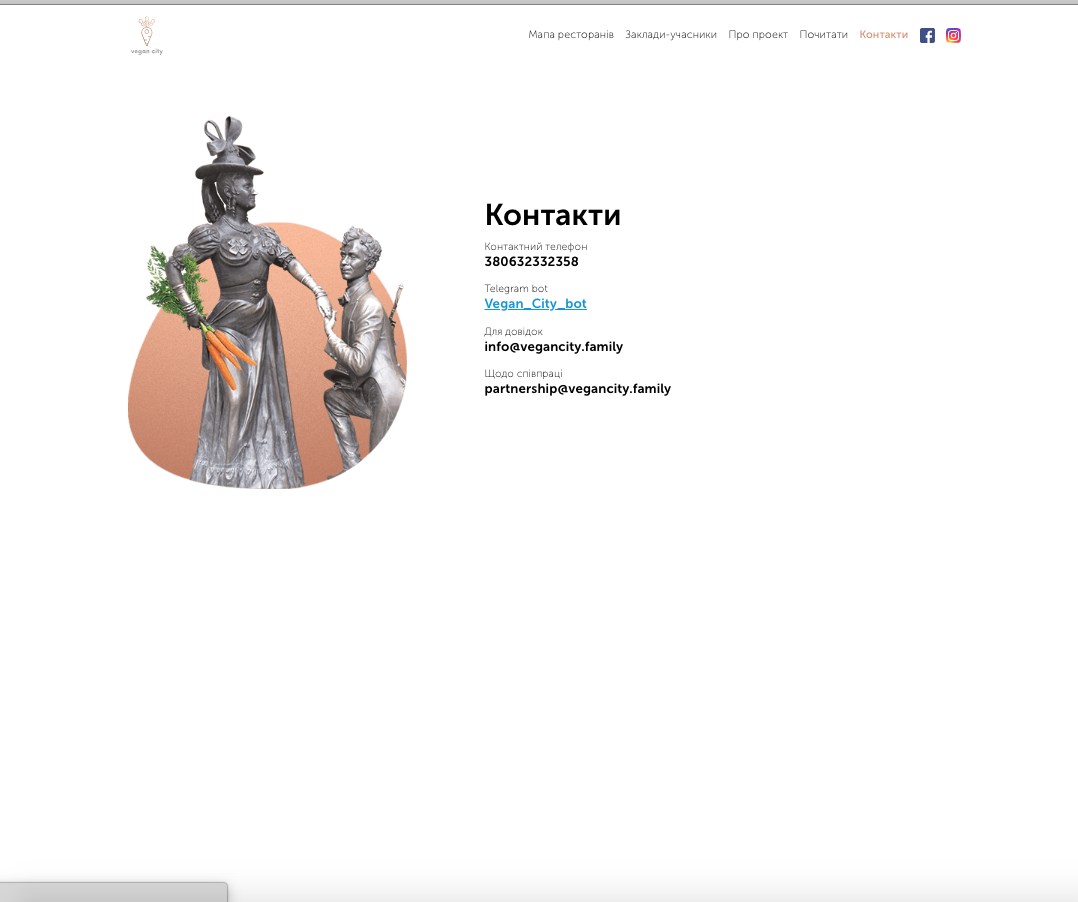 vegan city
Мапа ресторанів Заклади-учасники Про проект Почитати Контакти
Контакти
Контактний телефон
380632332358
Telegram bot
Vegan_City_bot
Для довідок
info@vegancity.family
Щодо співпраці
partnership@vegancity.family